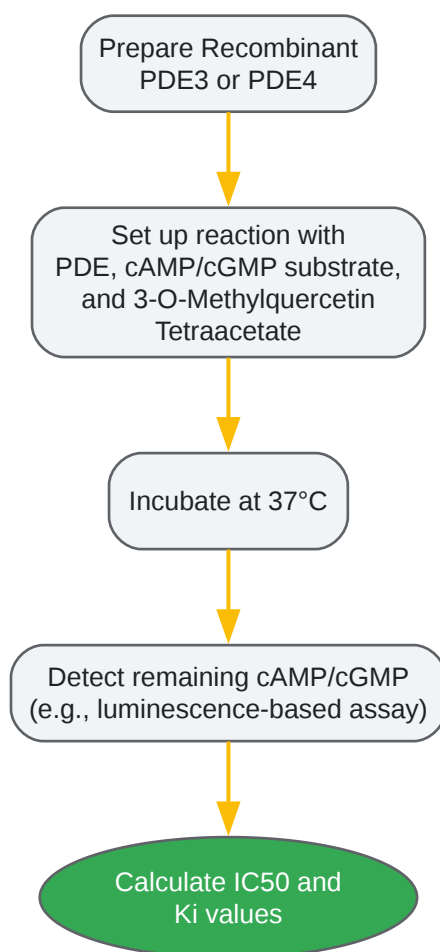 Prepare Recombinant
PDE3 or PDE4
Set up reaction with
PDE, cAMP/cGMP substrate,
and 3-O-Methylquercetin
Tetraacetate
Incubate at 37°C
Detect remaining cAMP/cGMP
(e.g., luminescence-based assay)
Calculate IC50 and
Ki values